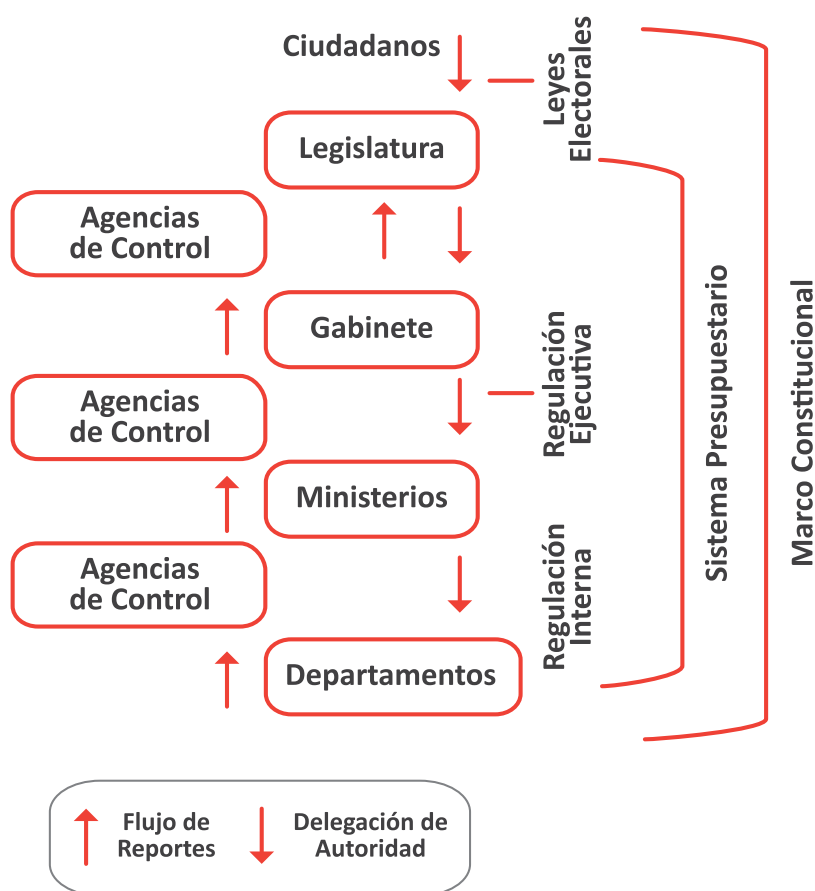 Ciudadanos
Leyes
Electorales
Legislatura
Agencias
de Control
Gabinete
Regulación
Ejecutiva
Agencias
de Control
Ministerios
Regulación
Interna
Agencias
de Control
Departamentos
Sistema Presupuestario
Marco Constitucional
Flujo de
Reportes
Delegación de
Autoridad